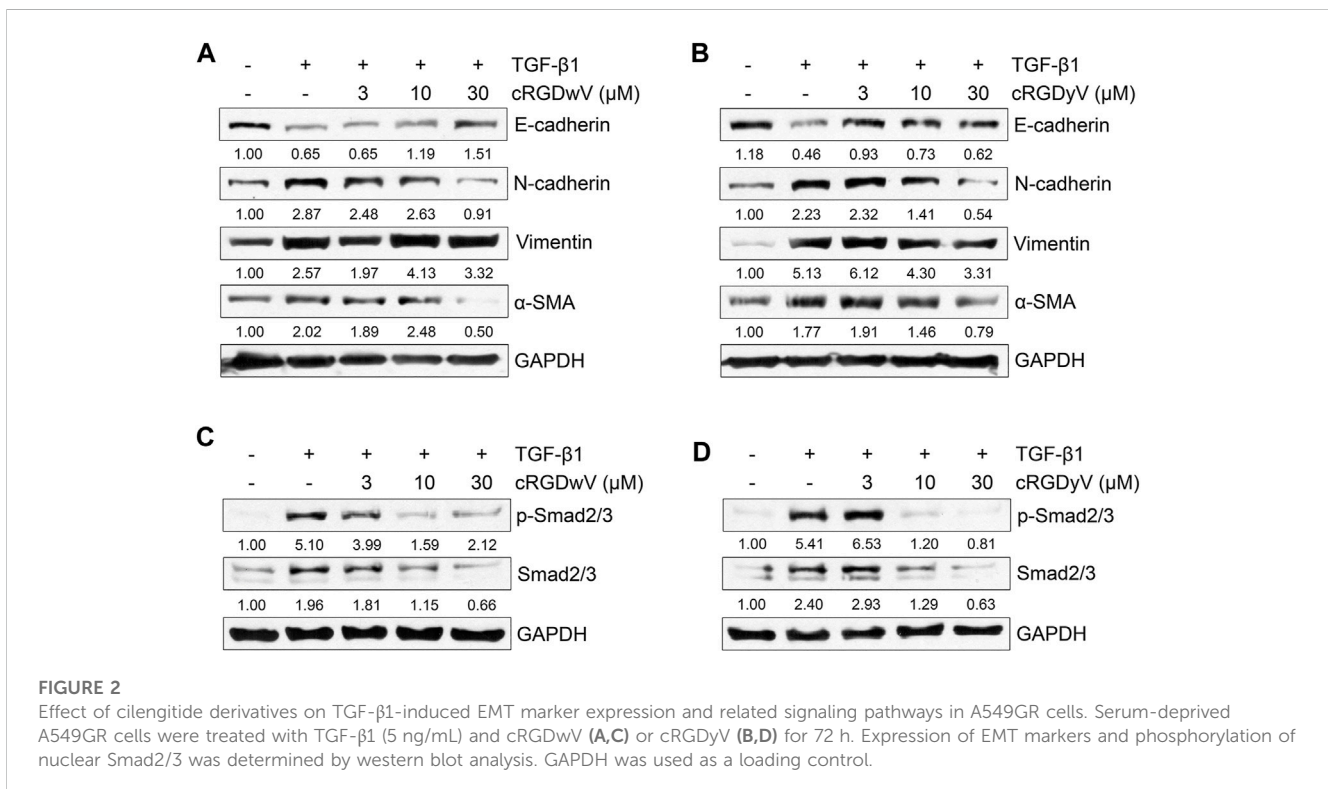 A
- + + + + TGF-β1
- - 3 10 30 cRGDwV (μM)
E-cadherin
1.00 0.65 0.65 1.19 1.51
N-cadherin
1.00 2.87 2.48 2.63 0.91
Vimentin
1.00 2.57 1.97 4.13 3.32
α-SMA
1.00 2.02 1.89 2.48 0.50
GAPDH
B
- + + + + TGF-β1
- - 3 10 30 cRGDyV (μM)
E-cadherin
1.18 0.46 0.93 0.73 0.62
N-cadherin
1.00 2.23 2.32 1.41 0.54
Vimentin
1.00 5.13 6.12 4.30 3.31
α-SMA
1.00 1.77 1.91 1.46 0.79
GAPDH
C
- + + + + TGF-β1
- - 3 10 30 cRGDwV (μM)
p-Smad2/3
1.00 5.10 3.99 1.59 2.12
Smad2/3
1.00 1.96 1.81 1.15 0.66
GAPDH
D
- + + + + TGF-β1
- - 3 10 30 cRGDyV (μM)
p-Smad2/3
1.00 5.41 6.53 1.20 0.81
Smad2/3
1.00 2.40 2.93 1.29 0.63
GAPDH
FIGURE 2
Effect of cilengitide derivatives on TGF-β1-induced EMT marker expression and related signaling pathways in A549GR cells. Serum-deprived
A549GR cells were treated with TGF-β1 (5 ng/mL) and cRGDwV (A,C) or cRGDyV (B,D) for 72 h. Expression of EMT markers and phosphorylation of
nuclear Smad2/3 was determined by western blot analysis. GAPDH was used as a loading control.